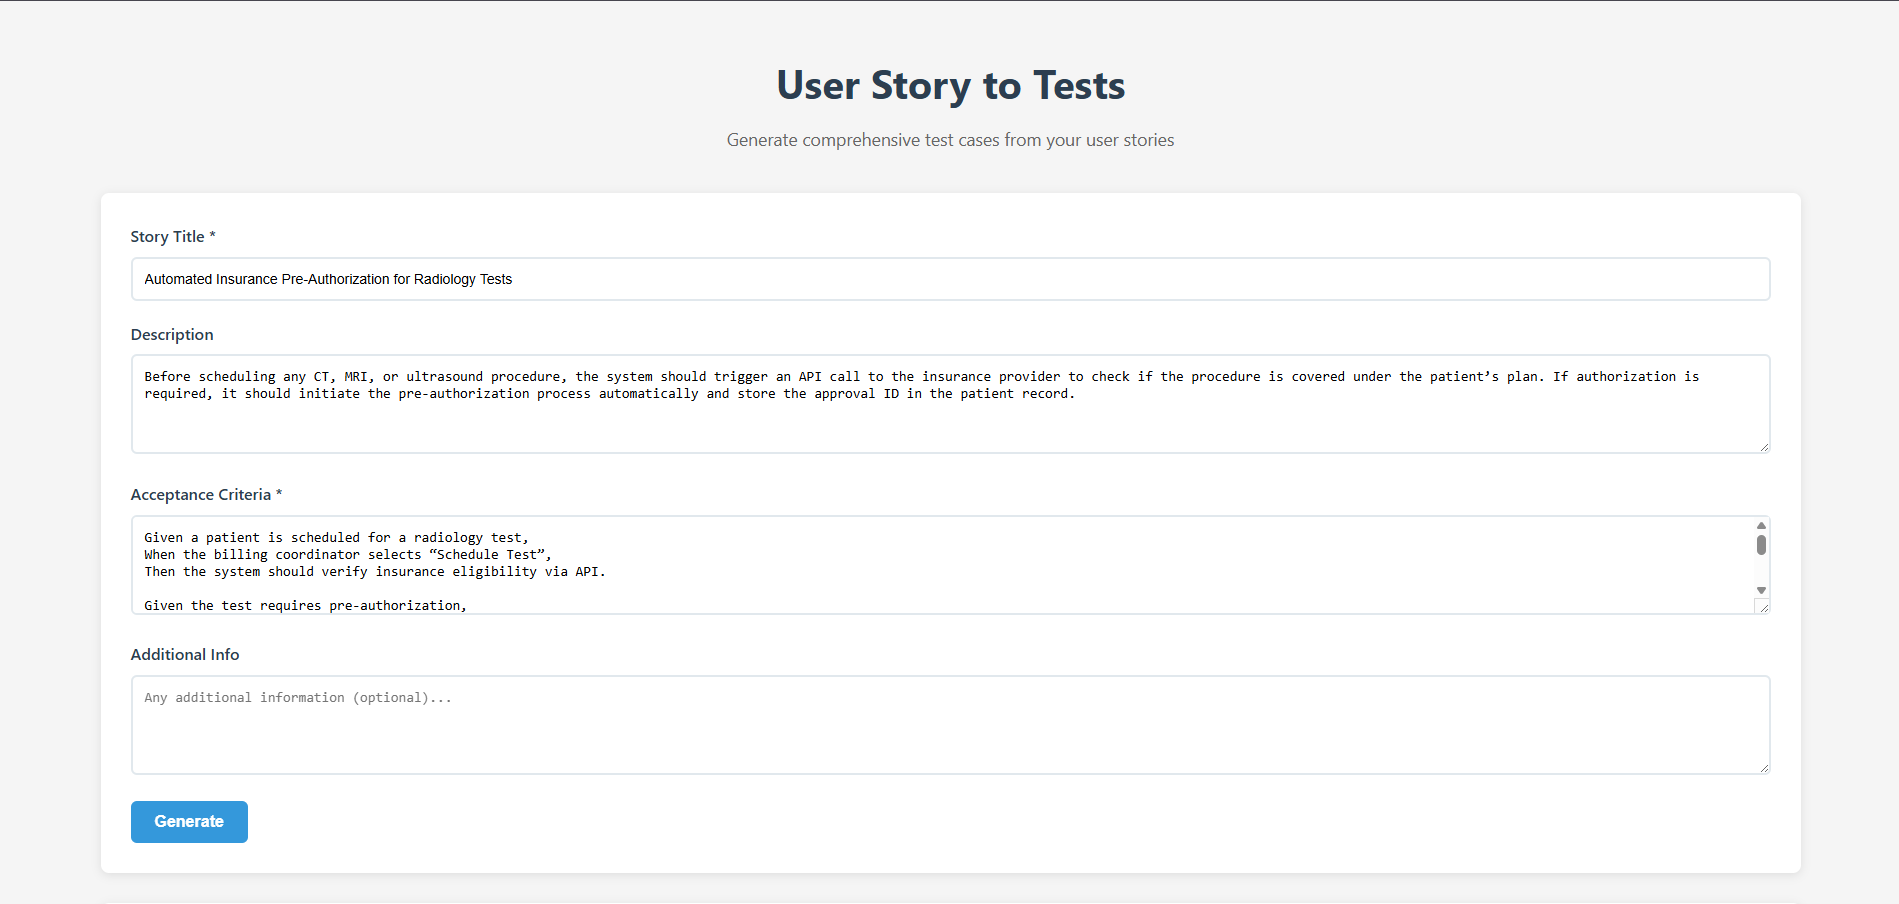 User Story to Tests
Generate comprehensive test cases from your user stories
Story Title *
Automated Insurance Pre-Authorization for Radiology Tests
Description
Before scheduling any CT, MRI, or ultrasound procedure, the system should trigger an API call to the insurance provider to check if the procedure is covered under the patient’s plan. If authorization is
required, it should initiate the pre-authorization process automatically and store the approval ID in the patient record.
Acceptance Criteria *
Given a patient is scheduled for a radiology test,
When the billing coordinator selects “Schedule Test”,
Then the system should verify insurance eligibility via API.
Given the test requires pre-authorization,
Additional Info
Any additional information (optional)...
Generate